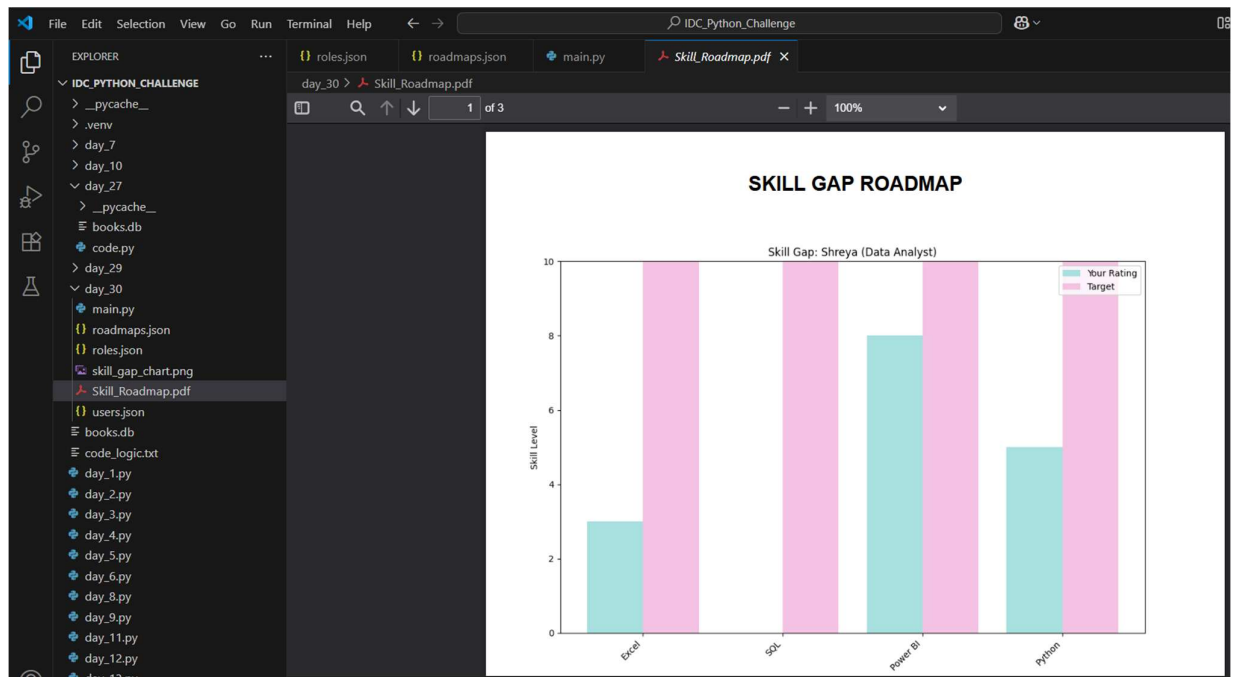 File Edit Selection View Go Run Terminal Help
IDC_Python_Challenge
EXPLORER
IDC_PYTHON_CHALLENGE
__pycache__
.venv
day_7
day_10
day_27
__pycache__
books.db
code.py
day_29
day_30
main.py
roadmaps.json
roles.json
skill_gap_chart.png
Skill_Roadmap.pdf
users.json
books.db
code_logic.txt
day_1.py
day_2.py
day_3.py
day_4.py
day_5.py
day_6.py
day_8.py
day_9.py
day_11.py
day_12.py
roles.json roadmaps.json main.py Skill_Roadmap.pdf
day_30 > Skill_Roadmap.pdf
1 of 3 100%
SKILL GAP ROADMAP
Skill Gap: Shreya (Data Analyst)
Your Rating
Target
Skill Level
10
8
6
4
2
0
Excel SQL Power BI Python